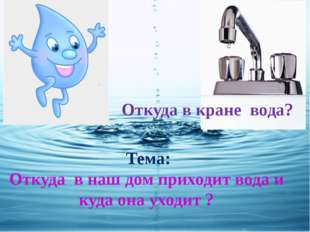 Откуда в кране вода?
Тема:
Откуда в наш дом приходит вода и
куда она уходит ?